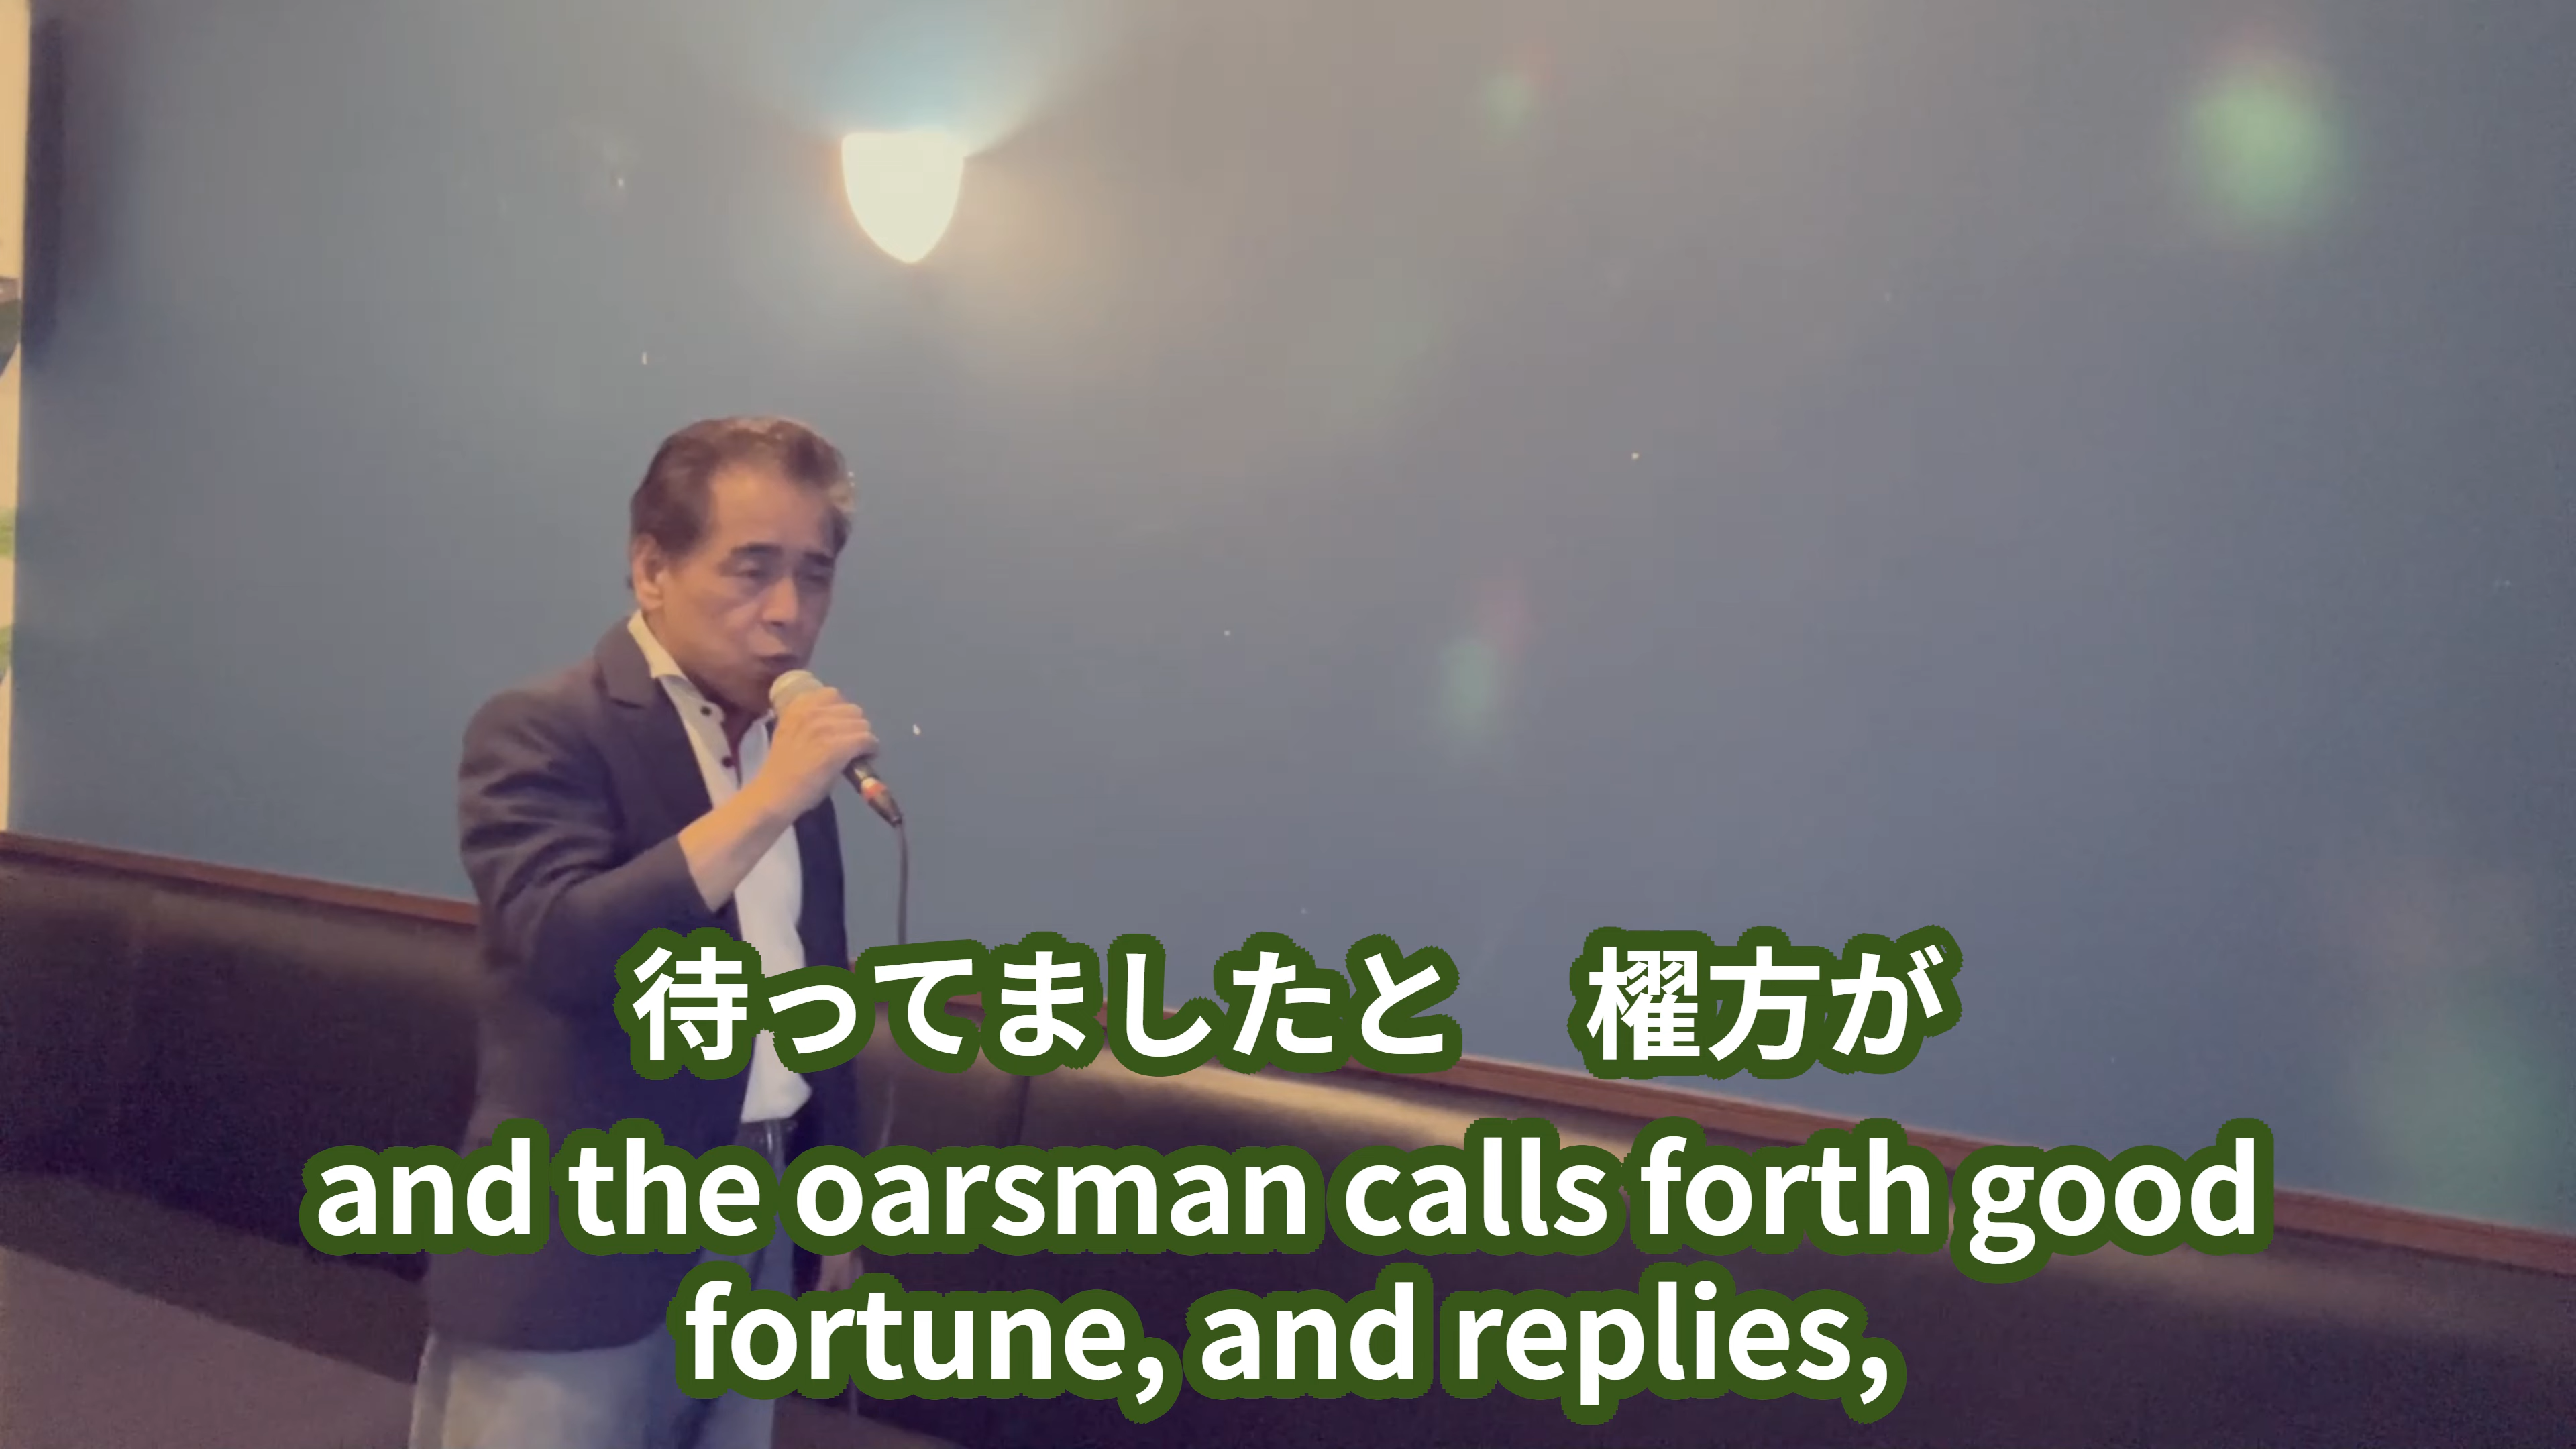 待ってましたと　櫂方が
and the oarsman calls forth good
fortune, and replies,